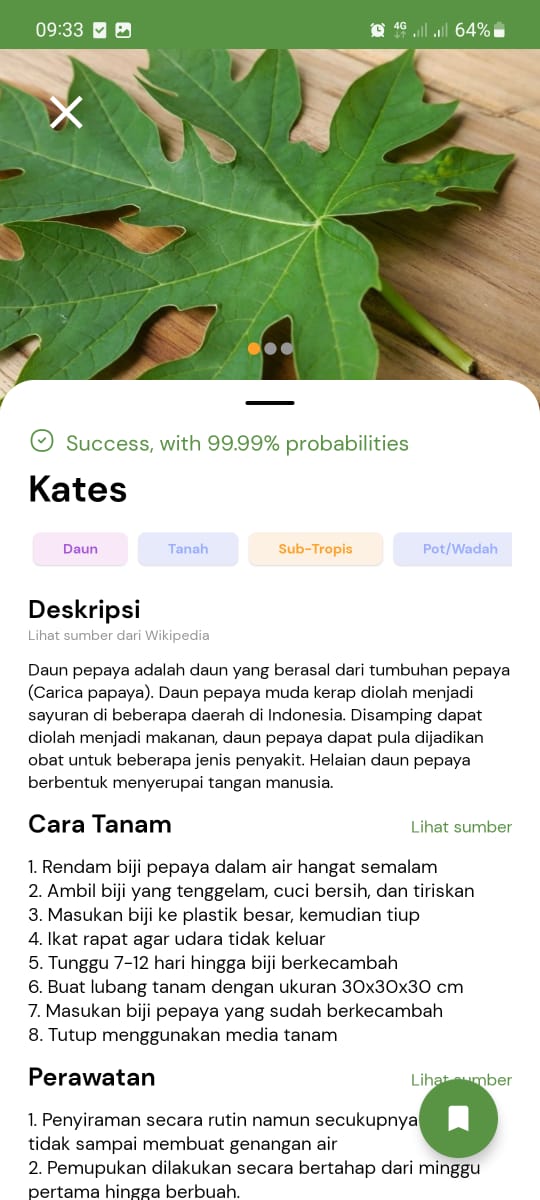 09:33
4G
64%
Success, with 99.99% probabilities
Kates
Daun
Tanah
Sub-Tropis
Pot/Wadah
Deskripsi
Lihat sumber dari Wikipedia
Daun pepaya adalah daun yang berasal dari tumbuhan pepaya
(Carica papaya). Daun pepaya muda kerap diolah menjadi
sayuran di beberapa daerah di Indonesia. Disamping dapat
diolah menjadi makanan, daun pepaya dapat pula dijadikan
obat untuk beberapa jenis penyakit. Helaian daun pepaya
berbentuk menyerupai tangan manusia.
Cara Tanam
Lihat sumber
1. Rendam biji pepaya dalam air hangat semalam
2. Ambil biji yang tenggelam, cuci bersih, dan tiriskan
3. Masukan biji ke plastik besar, kemudian tiup
4. Ikat rapat agar udara tidak keluar
5. Tunggu 7-12 hari hingga biji berkecambah
6. Buat lubang tanam dengan ukuran 30x30x30 cm
7. Masukan biji pepaya yang sudah berkecambah
8. Tutup menggunakan media tanam
Perawatan
Lihat sumber
1. Penyiraman secara rutin namun secukupnya
tidak sampai membuat genangan air
2. Pemupukan dilakukan secara bertahap dari minggu
pertama hingga berbuah.